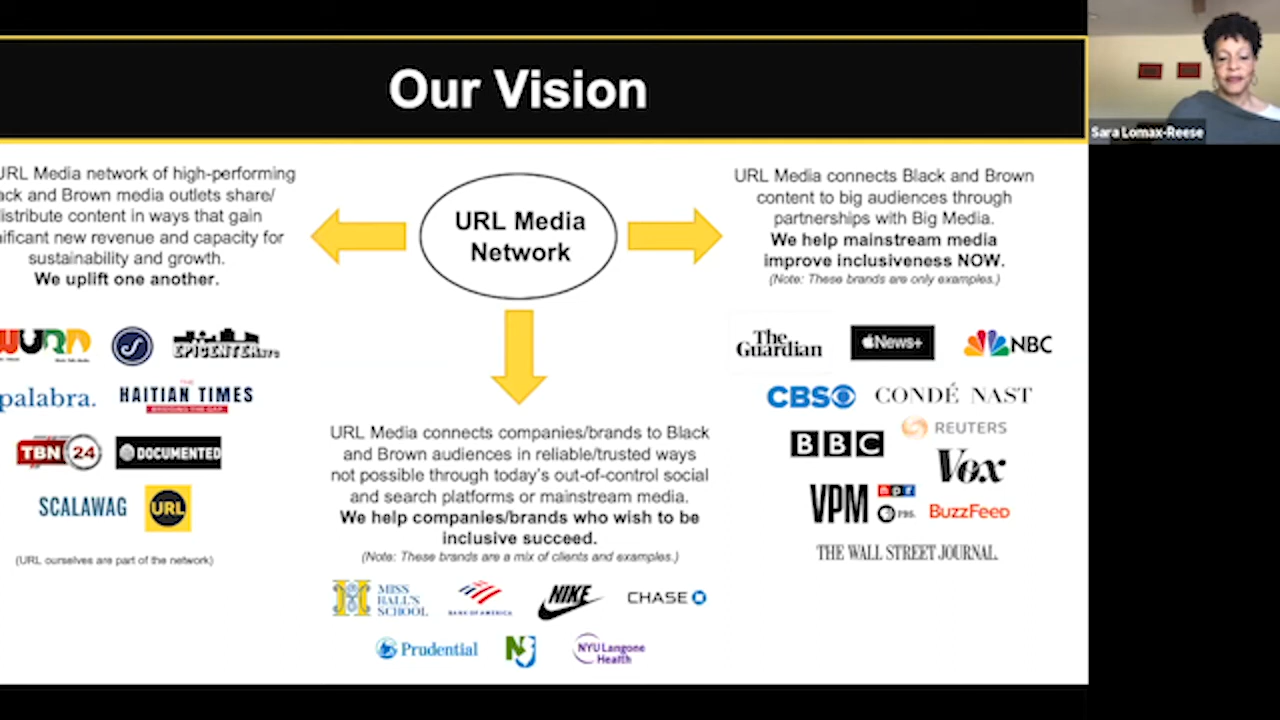 Our Vision
Sara Lomax-Reese
URL Media network of high-performing
ack and Brown media outlets share/
distribute content in ways that gain
ificant new revenue and capacity for
sustainability and growth.
We uplift one another.
URL Media
Network
URL Media connects Black and Brown
content to big audiences through
partnerships with Big Media.
We help mainstream media
improve inclusiveness NOW.
(Note: These brands are only examples.)
WURD
EPICENTER
palabra.
THE
HAITIAN TIMES
TBN 24
DOCUMENTED
SCALAWAG
URL
(URL ourselves are part of the network)
URL Media connects companies/brands to Black
and Brown audiences in reliable/trusted ways
not possible through today's out-of-control social
and search platforms or mainstream media.
We help companies/brands who wish to be
inclusive succeed.
(Note: These brands are a mix of clients and examples.)
MISS
HALL'S
SCHOOL
BANK OF AMERICA
NIKE
CHASE
Prudential
NYU Langone
Health
The
Guardian
News+
NBC
CBS
CONDÉ NAST
BBC
REUTERS
Vox
VPM
npr
PBS
BuzzFeed
THE WALL STREET JOURNAL.